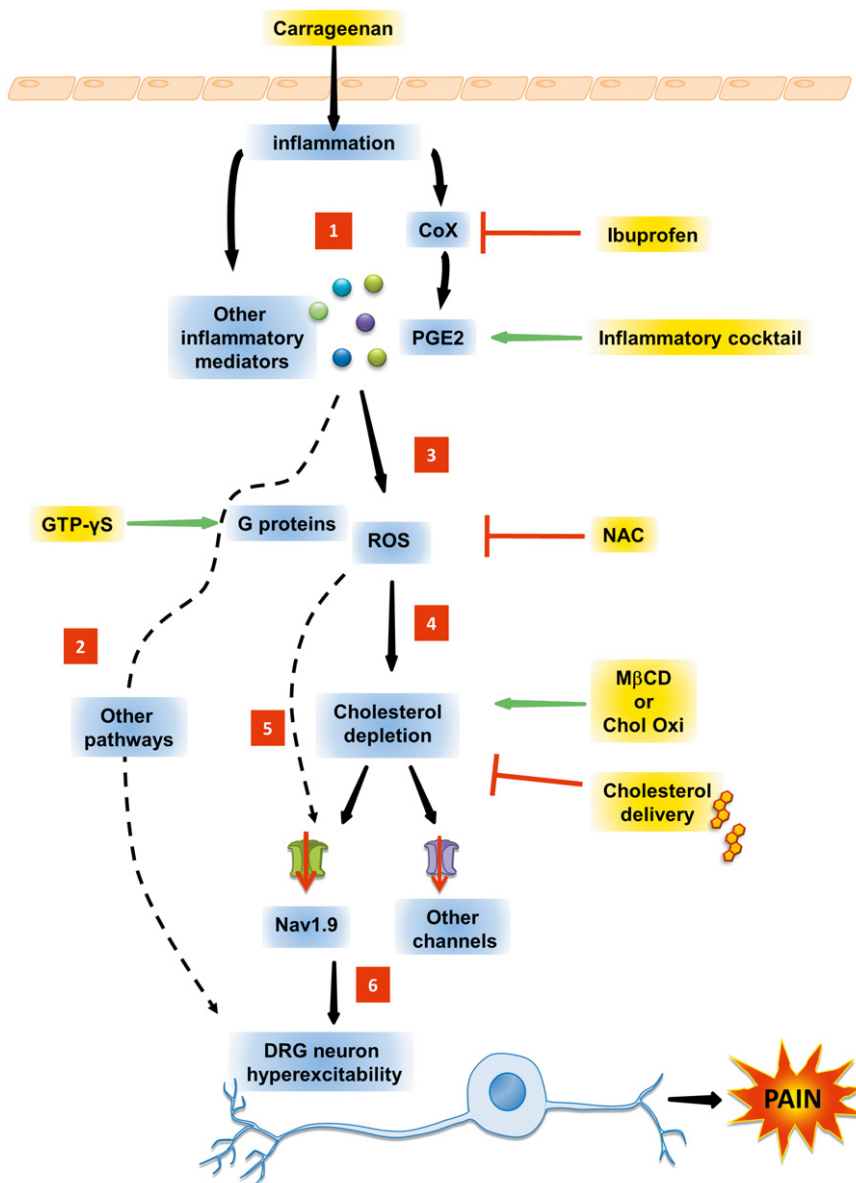 Carrageenan
inflammation
1
CoX
Ibuprofen
Other
inflammatory
mediators
PGE2
Inflammatory cocktail
3
GTP-γS
G proteins
ROS
NAC
2
4
MβCD
or
Chol Oxi
Other
pathways
5
Cholesterol
depletion
Cholesterol
delivery
Nav1.9
Other
channels
6
DRG neuron
hyperexcitability
PAIN